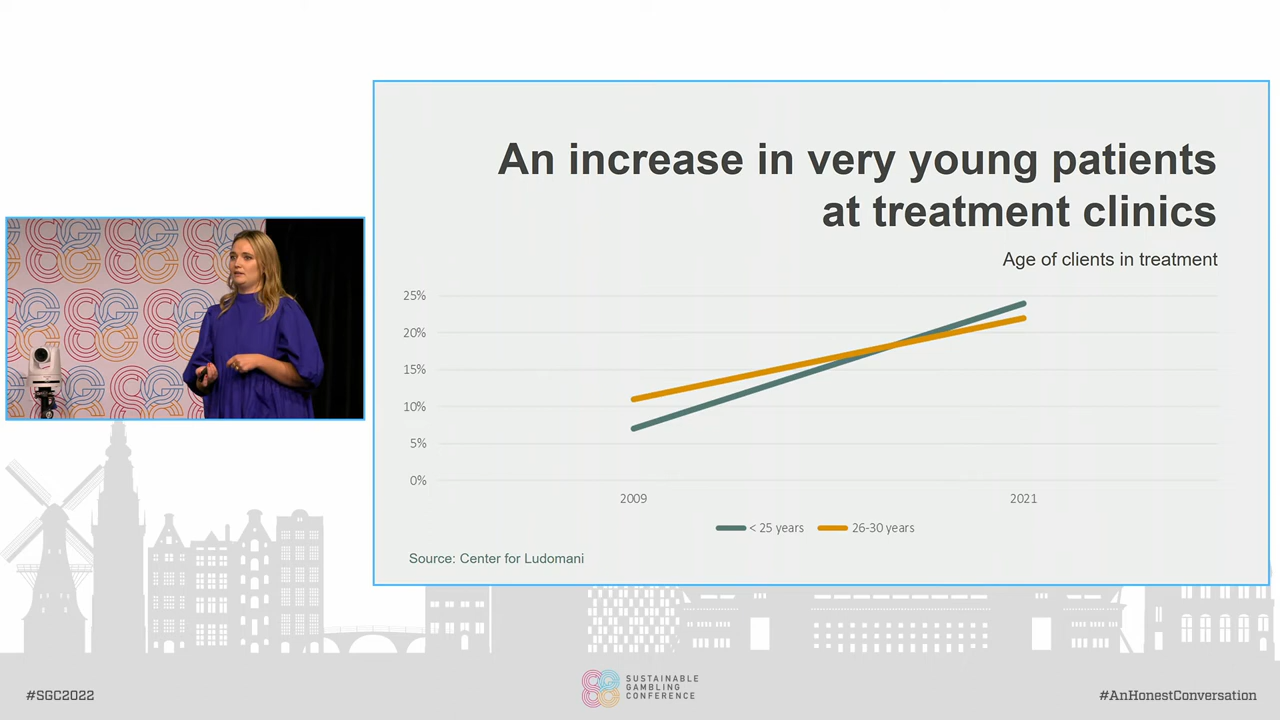 An increase in very young patients
at treatment clinics
Age of clients in treatment
25%
20%
15%
10%
5%
0%
2009
2021
< 25 years
26-30 years
Source: Center for Ludomani
#SGC2022
SUSTAINABLE
GAMBLING
CONFERENCE
#AnHonestConversation